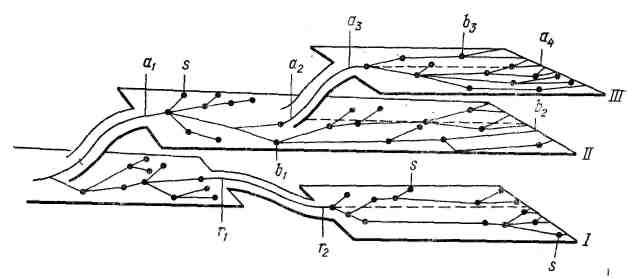 a₃ b₃ a₄
a₁ s a₂
III
b₂
b₁ II
s
r₁ r₂ I
s